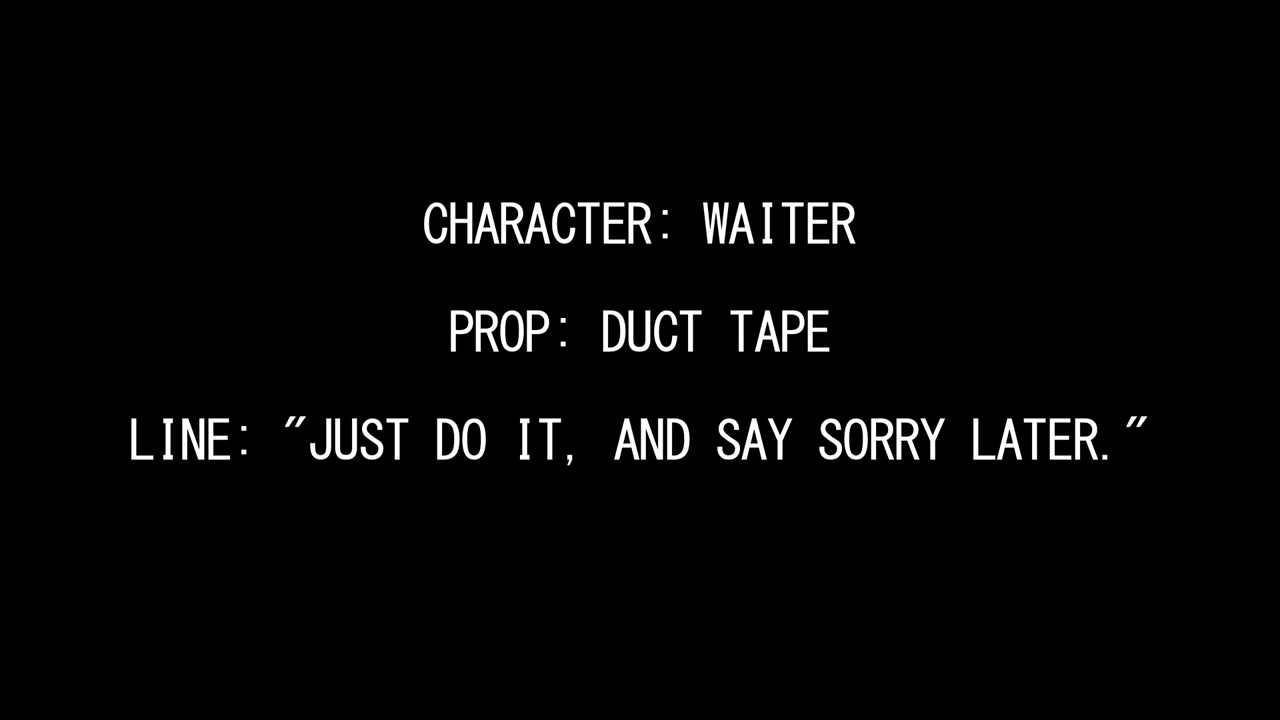 CHARACTER: WAITER
PROP: DUCT TAPE
LINE: "JUST DO IT, AND SAY SORRY LATER."